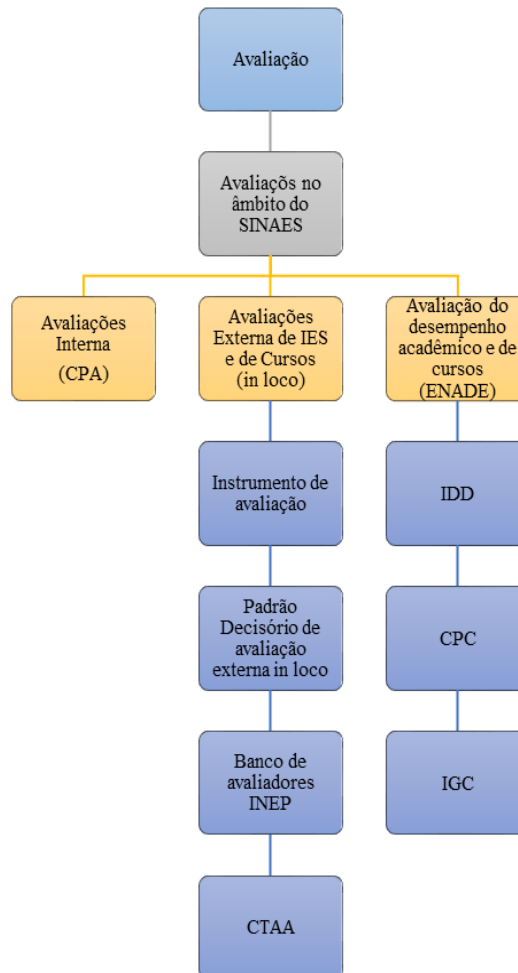 Avaliação
Avaliaçõs no
âmbito do
SINAES
Avaliações
Interna
(CPA)
Avaliações
Externa de IES
e de Cursos
(in loco)
Avaliação do
desempenho
acadêmico e de
cursos
(ENADE)
Instrumento de
avaliação
IDD
Padrão
Decisório de
avaliação
externa in loco
CPC
Banco de
avaliadores
INEP
IGC
CTAA